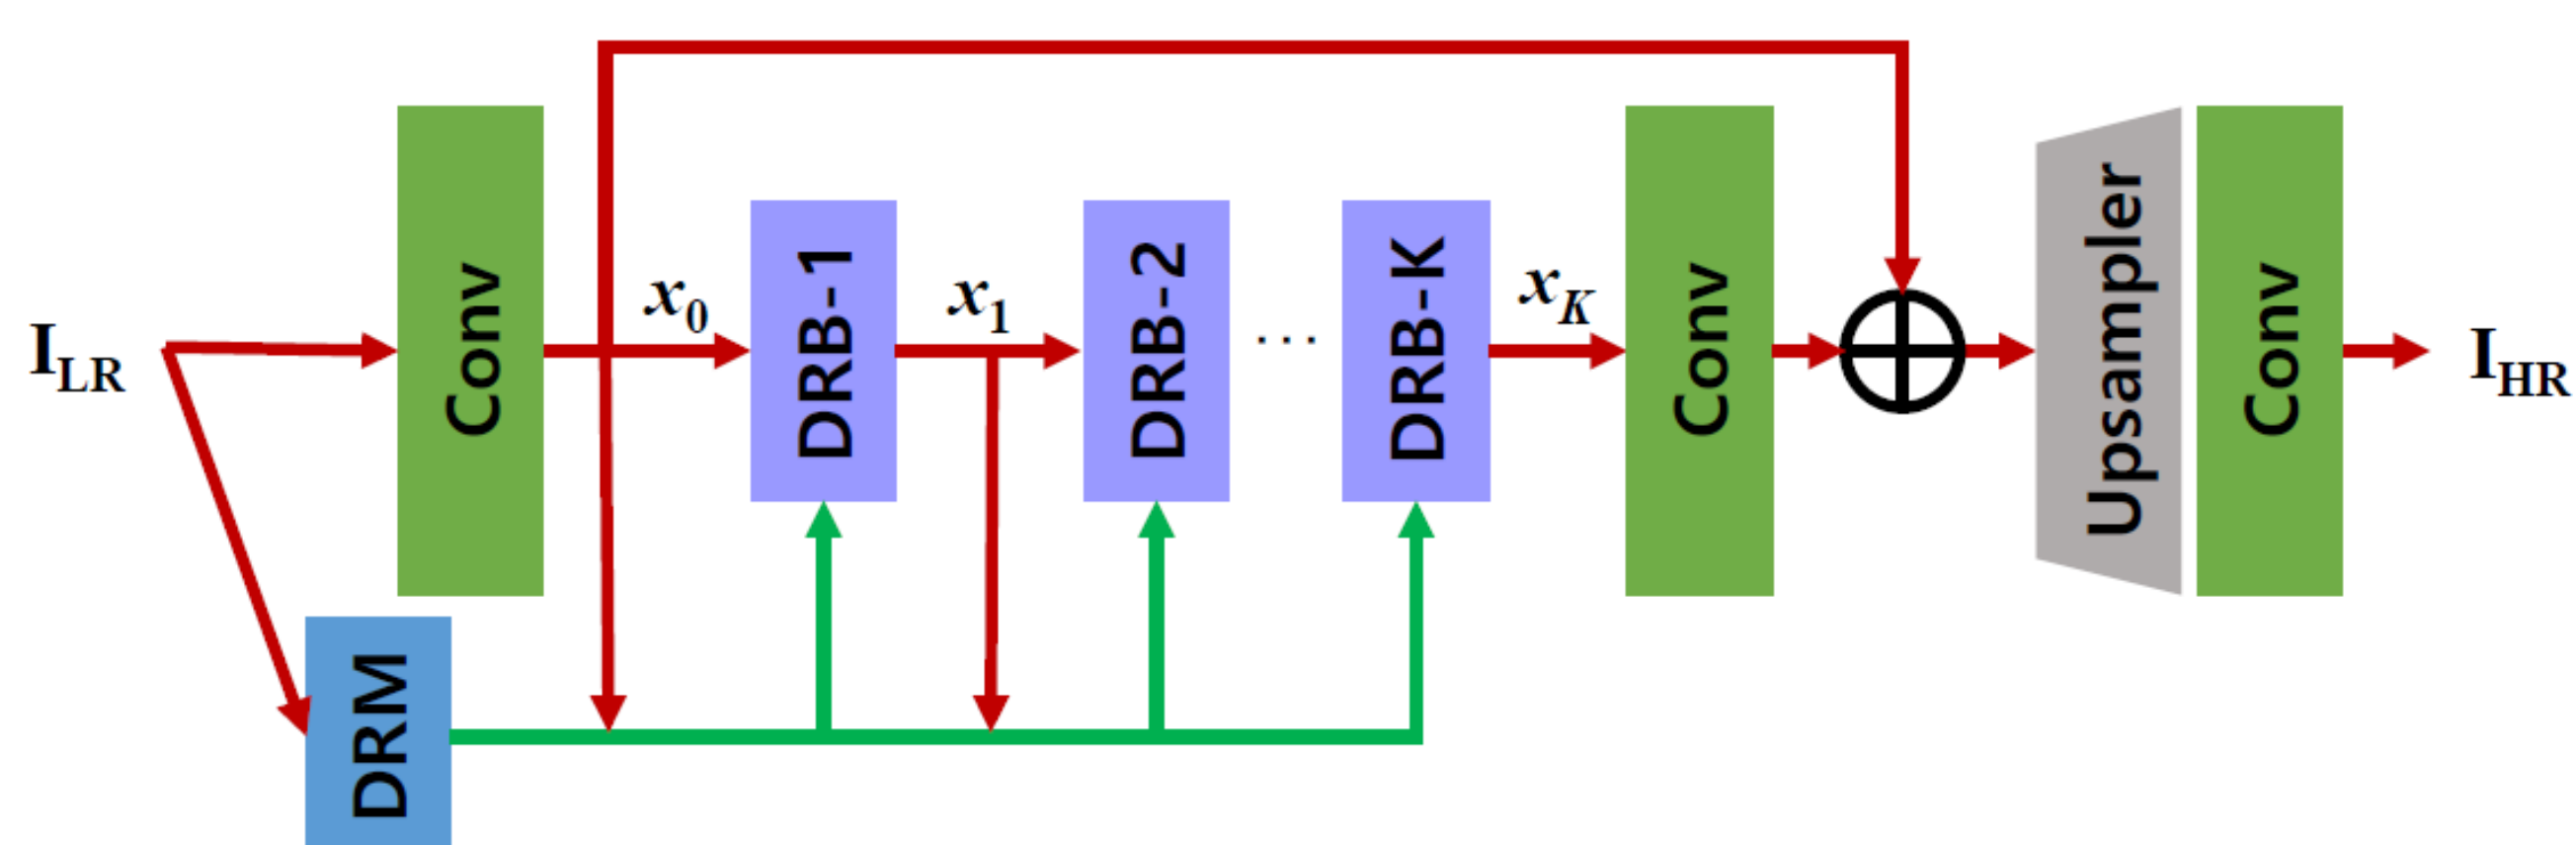 I_LR
Conv
x_0
DRB-1
x_1
DRB-2
...
DRB-K
x_K
Conv
Upsampler
Conv
I_HR
DRM